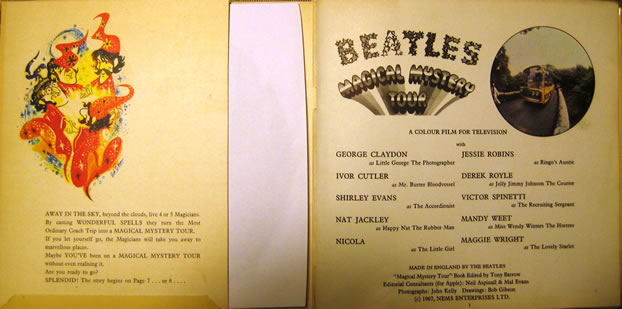 AWAY IN THE SKY, beyond the clouds, live 4 or 5 Magicians.
By casting WONDERFUL SPELLS they turn the Most
Ordinary Coach Trip into a MAGICAL MYSTERY TOUR.
If you let yourself go, the Magicians will take you away to
marvellous places.
Maybe YOU'VE been on a MAGICAL MYSTERY TOUR
without even realising it.
Are you ready to go?
SPLENDID! The story begins on Page 7 . . . or 8 . . . .
BEATLES
MAGICAL MYSTERY
TOUR
A COLOUR FILM FOR TELEVISION
with
GEORGE CLAYDON
as Little George The Photographer
JESSIE ROBINS
as Ringo's Auntie
IVOR CUTLER
as Mr. Buster Bloodvessel
DEREK ROYLE
as Jolly Jimmy Johnson The Courier
SHIRLEY EVANS
as The Accordionist
VICTOR SPINETTI
as The Recruiting Sergeant
NAT JACKLEY
as Happy Nat The Rubber Man
MANDY WEET
as Miss Wendy Winters The Hostess
NICOLA
as The Little Girl
MAGGIE WRIGHT
as The Lovely Starlet
MADE IN ENGLAND BY THE BEATLES
"Magical Mystery Tour" Book Edited by Tony Barrow
Editorial Consultants (for Apple): Neil Aspinall & Mal Evans
Photographs: John Kelly Drawings: Bob Gibson
(c) 1967, NEMS ENTERPRISES LTD.